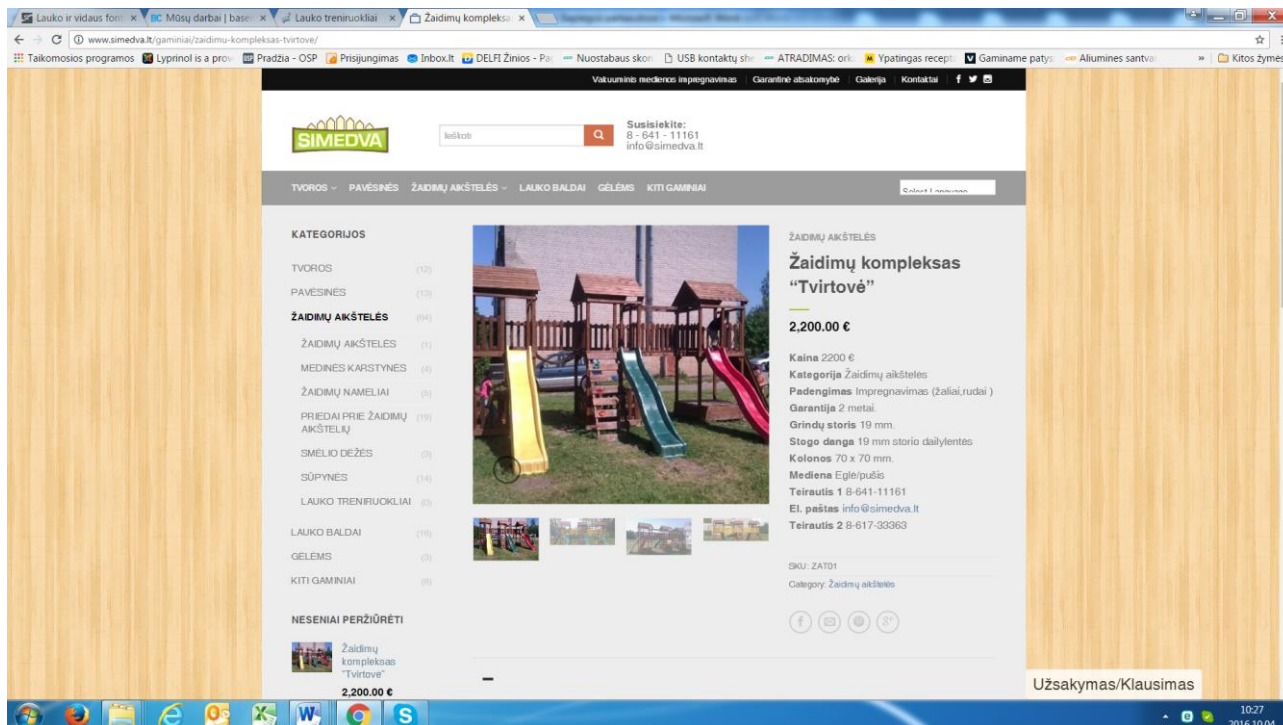 Lauko ir vidaus font
Mūsų darbai | basei
Lauko treniruokliai
Žaidimų kompleksa
www.simedva.lt/gaminiai/zaidimu-kompleksas-tvirtove/
Taikomosios programos
Lyprinol is a prov
Pradžia - OSP
Prisijungimas
Inbox.lt
DELFI Žinios - Pa
Nuostabaus skon
USB kontaktų she
ATRADIMAS: ork
Ypatingas recept
Gaminame patys
Aliumines santva
»
Kitos žymės
Vakuuminis medienos impregnavimas
Garantinė atsakomybė
Galerija
Kontaktai
SIMEDVA
Ieškoti
Susisiekite:
8 - 641 - 11161
info@simedva.lt
TVOROS
PAVĖSINĖS
ŽAIDIMŲ AIKŠTELĖS
LAUKO BALDAI
GĖLĖMS
KITI GAMINIAI
Select Language
KATEGORIJOS
TVOROS (12)
PAVĖSINĖS (13)
ŽAIDIMŲ AIKŠTELĖS (64)
ŽAIDIMŲ AIKŠTELĖS (1)
MEDINĖS KARSTYNĖS (4)
ŽAIDIMŲ NAMELIAI (5)
PRIEDAI PRIE ŽAIDIMŲ (19)
AIKŠTELIŲ
SMĖLIO DĖŽĖS (3)
SŪPYNĖS (14)
LAUKO TRENIRUOKLIAI
LAUKO BALDAI (16)
GĖLĖMS (3)
KITI GAMINIAI
NESENIAI PERŽIŪRĖTI
Žaidimų
kompleksas
"Tvirtovė"
2,200.00 €
ŽAIDIMŲ AIKŠTELĖS
Žaidimų kompleksas
“Tvirtovė”
2,200.00 €
Kaina 2200 €
Kategorija Žaidimų aikštelės
Padengimas Impregnavimas (žaliai,rudai )
Garantija 2 metai.
Grindų storis 19 mm.
Stogo danga 19 mm storio dailylentės
Kolonos 70 x 70 mm.
Mediena Eglė/pušis
Teirautis 1 8-641-11161
El. paštas info@simedva.lt
Teirautis 2 8-617-33363
SKU: ZAT01
Category: Žaidimų aikštelės
Užsakymas/Klausimas
10:27
2016.10.04